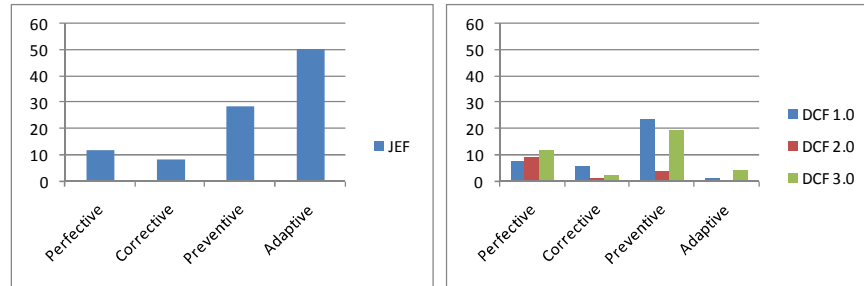 60
50
40
30
20
10
0
Perfective
Corrective
Preventive
Adaptive
JEF
60
50
40
30
20
10
0
Perfective
Corrective
Preventive
Adaptive
DCF 1.0
DCF 2.0
DCF 3.0